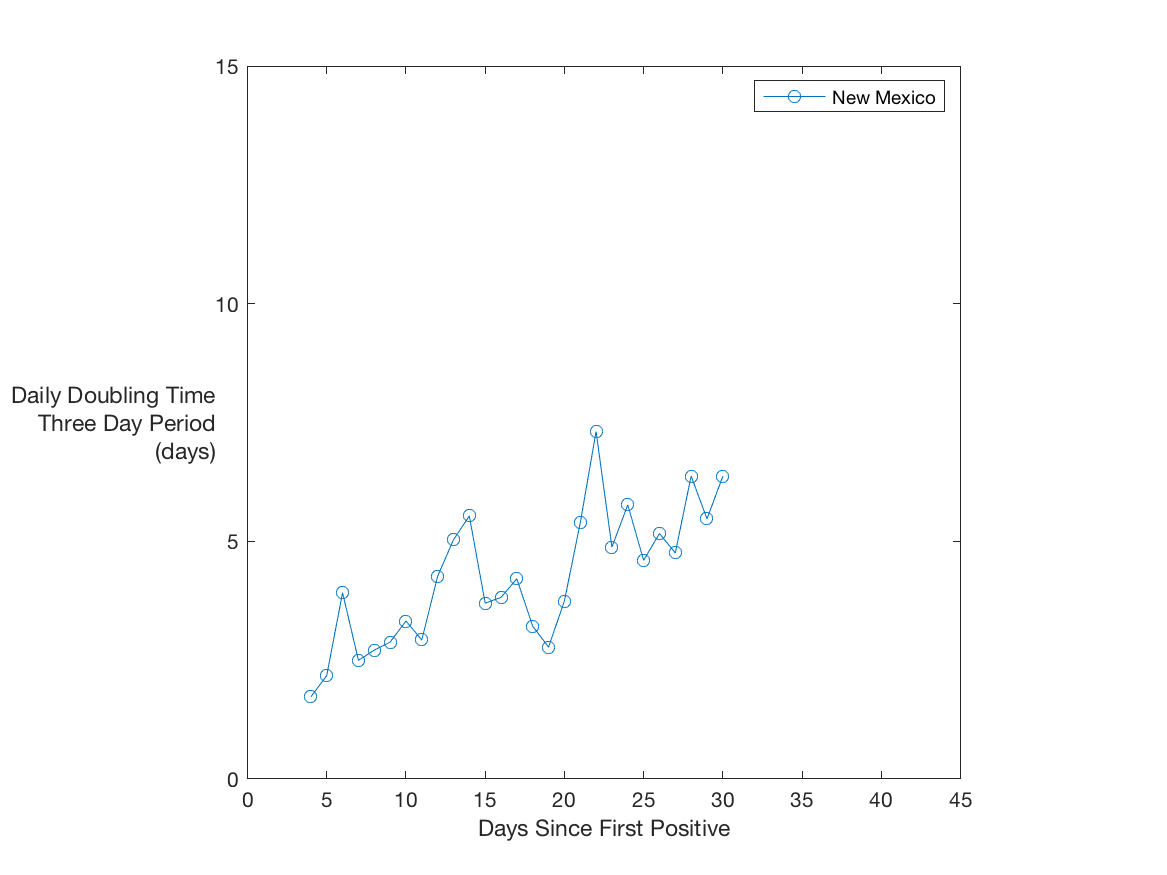 15
New Mexico
10
Daily Doubling Time
Three Day Period
(days)
5
0
0 5 10 15 20 25 30 35 40 45
Days Since First Positive